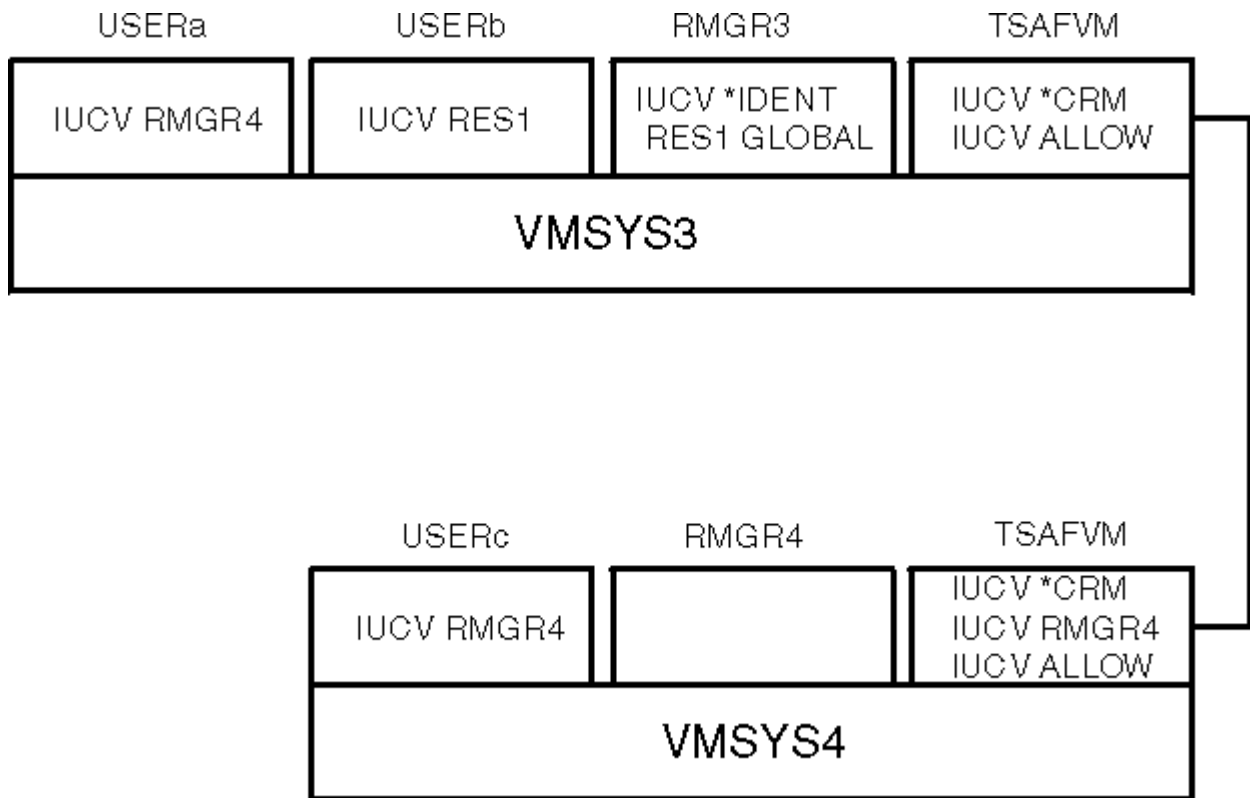 USERa USERb RMGR3 TSAFVM
IUCV RMGR4
IUCV RES1
IUCV *IDENT
RES1 GLOBAL
IUCV *CRM
IUCV ALLOW
VMSYS3
USERc RMGR4 TSAFVM
IUCV RMGR4
IUCV *CRM
IUCV RMGR4
IUCV ALLOW
VMSYS4